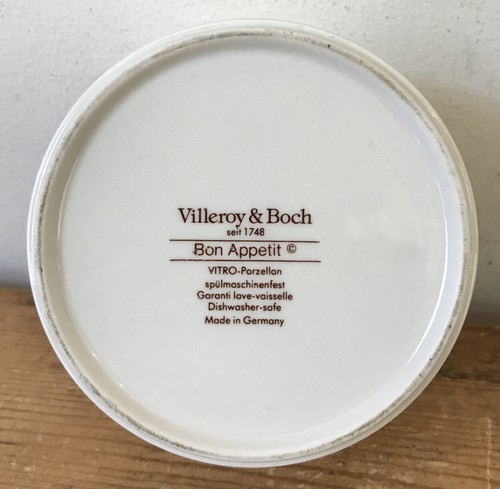 Villeroy & Boch
seit 1748
Bon Appetit ©
VITRO-Porzellan
spülmaschinenfest
Garanti lave-vaisselle
Dishwasher-safe
Made in Germany